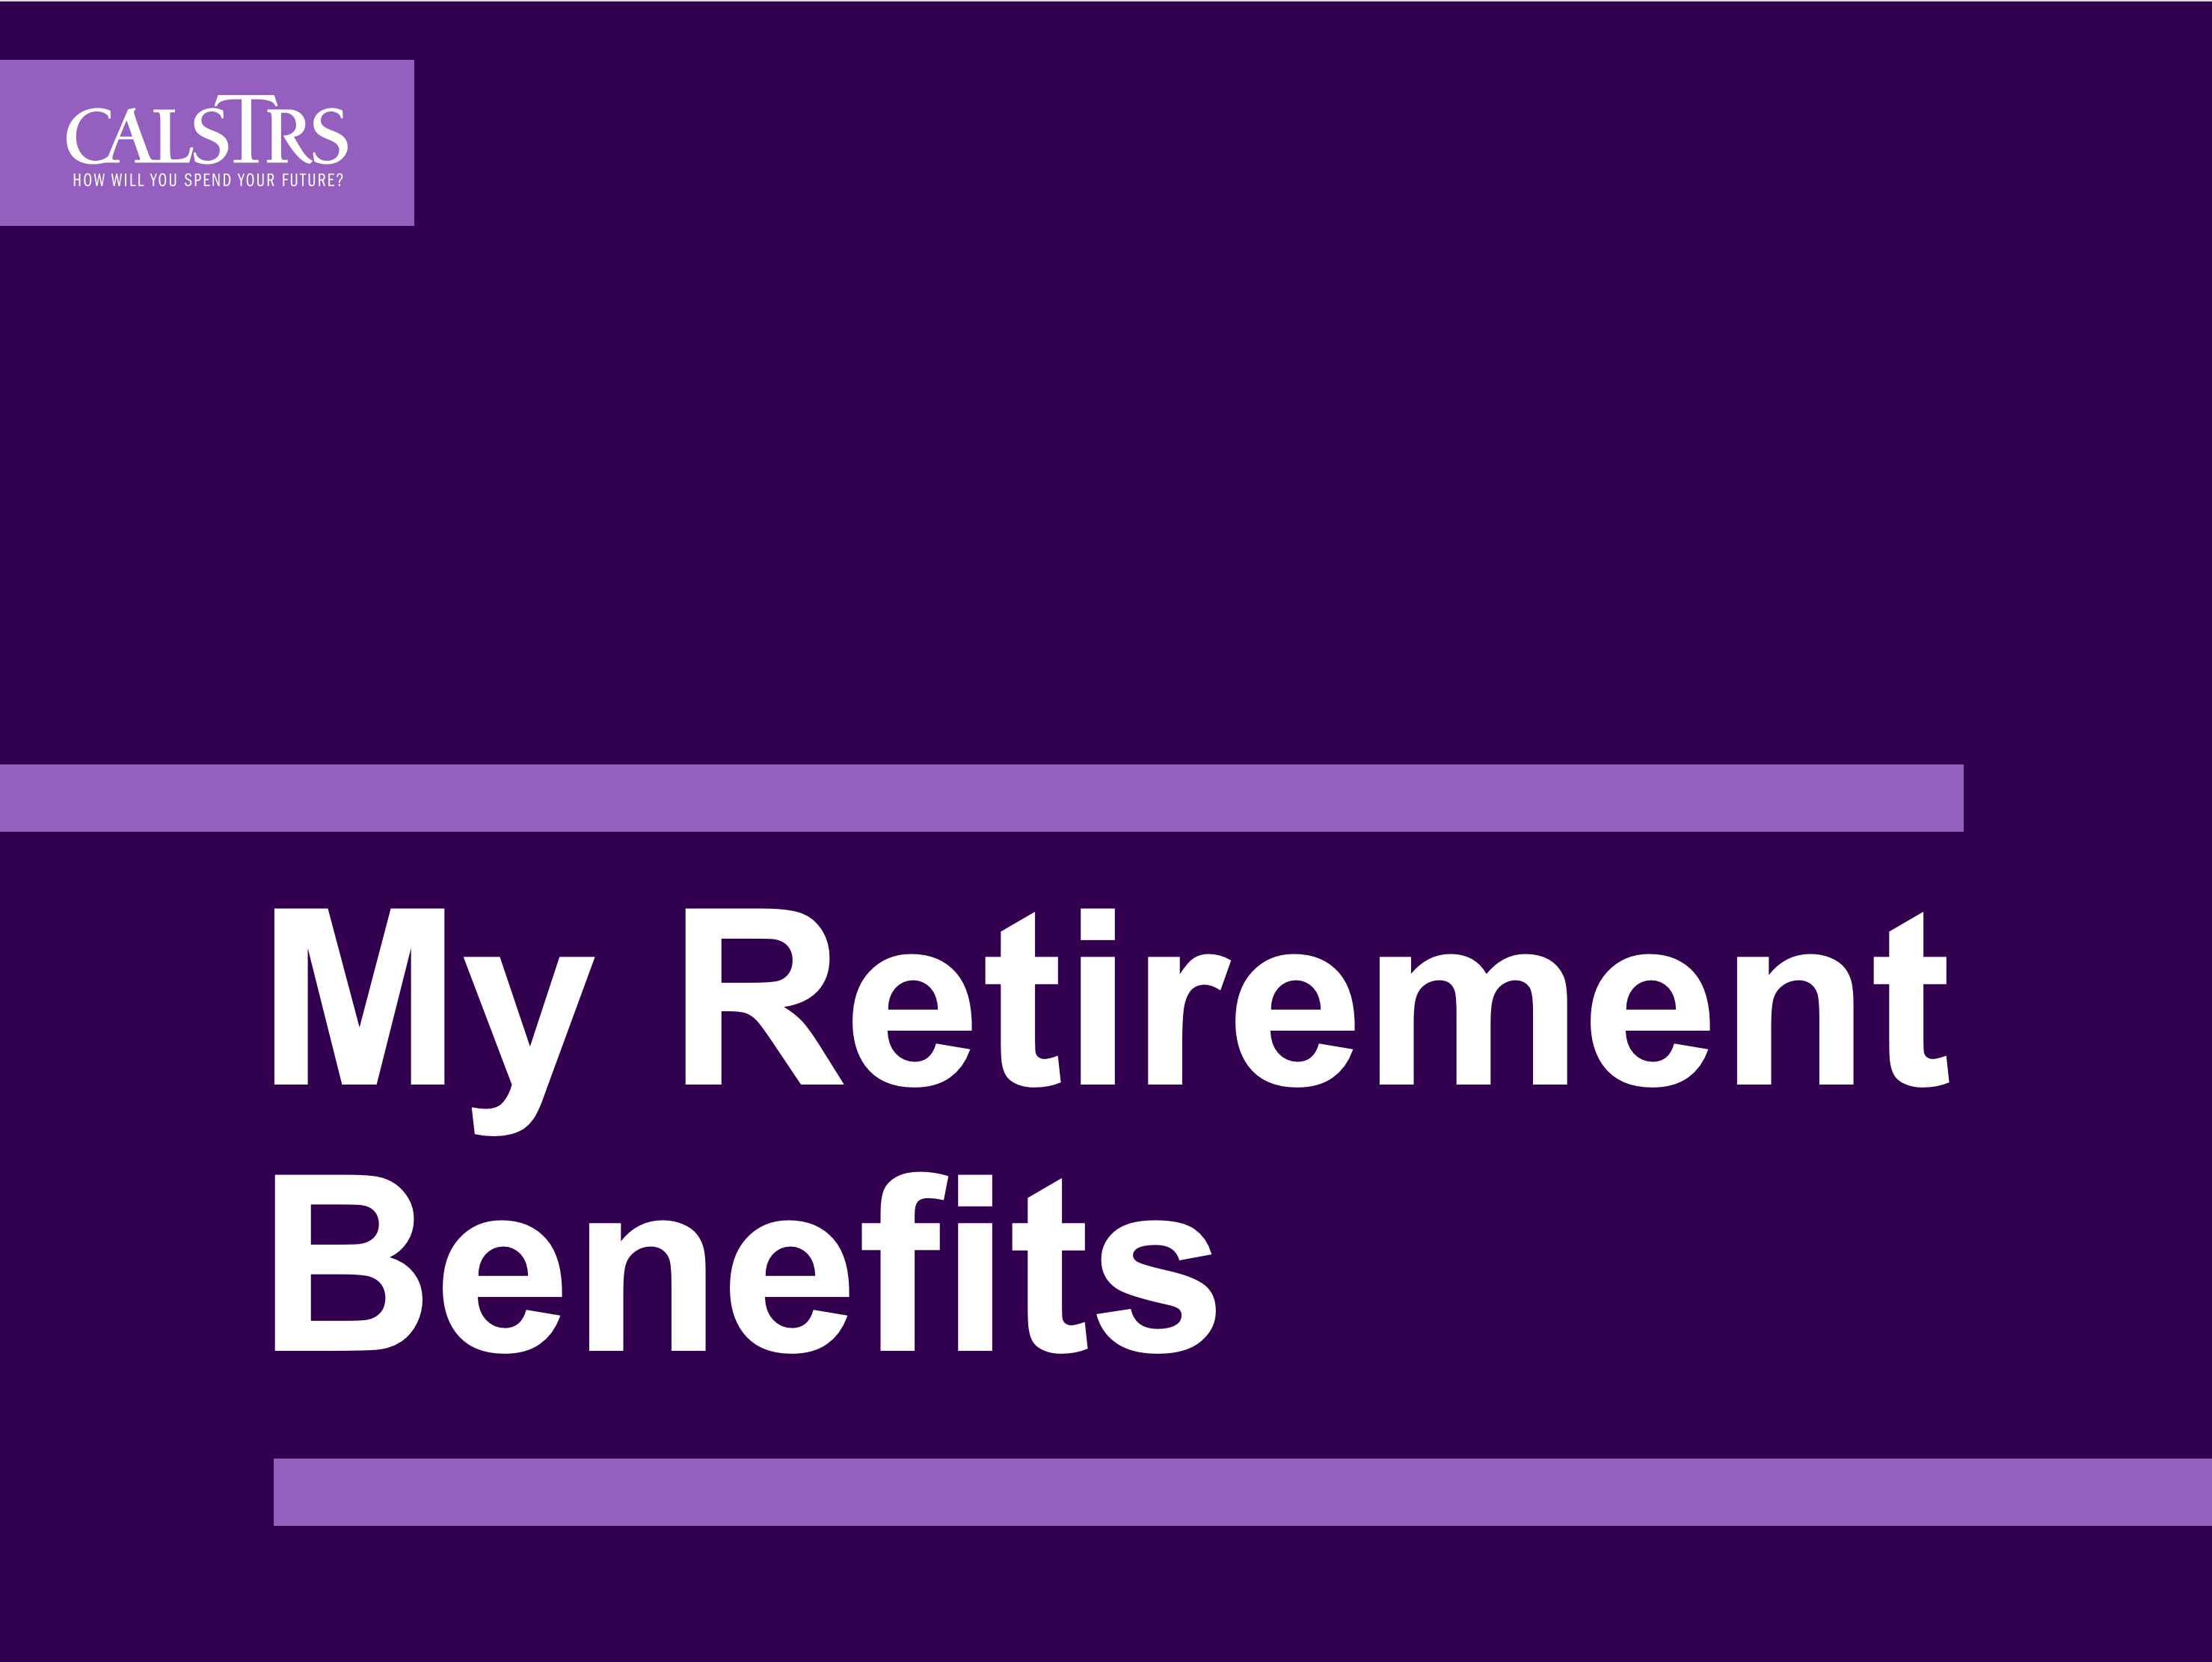 CALSTRS
HOW WILL YOU SPEND YOUR FUTURE?
My Retirement
Benefits